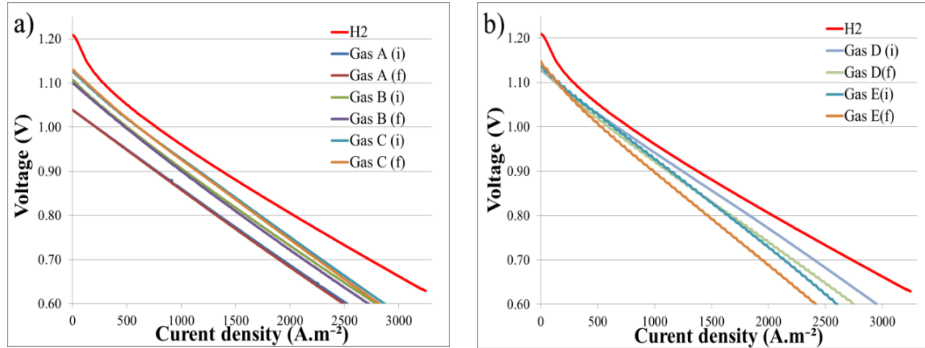 a)
Voltage (V)
1.20
1.10
1.00
0.90
0.80
0.70
0.60
H2
Gas A (i)
Gas A (f)
Gas B (i)
Gas B (f)
Gas C (i)
Gas C (f)
0 500 1000 1500 2000 2500 3000
Curent density (A.m⁻²)
b)
Voltage (V)
1.20
1.10
1.00
0.90
0.80
0.70
0.60
H2
Gas D (i)
Gas D(f)
Gas E(i)
Gas E(f)
0 500 1000 1500 2000 2500 3000
Curent density (A.m⁻²)